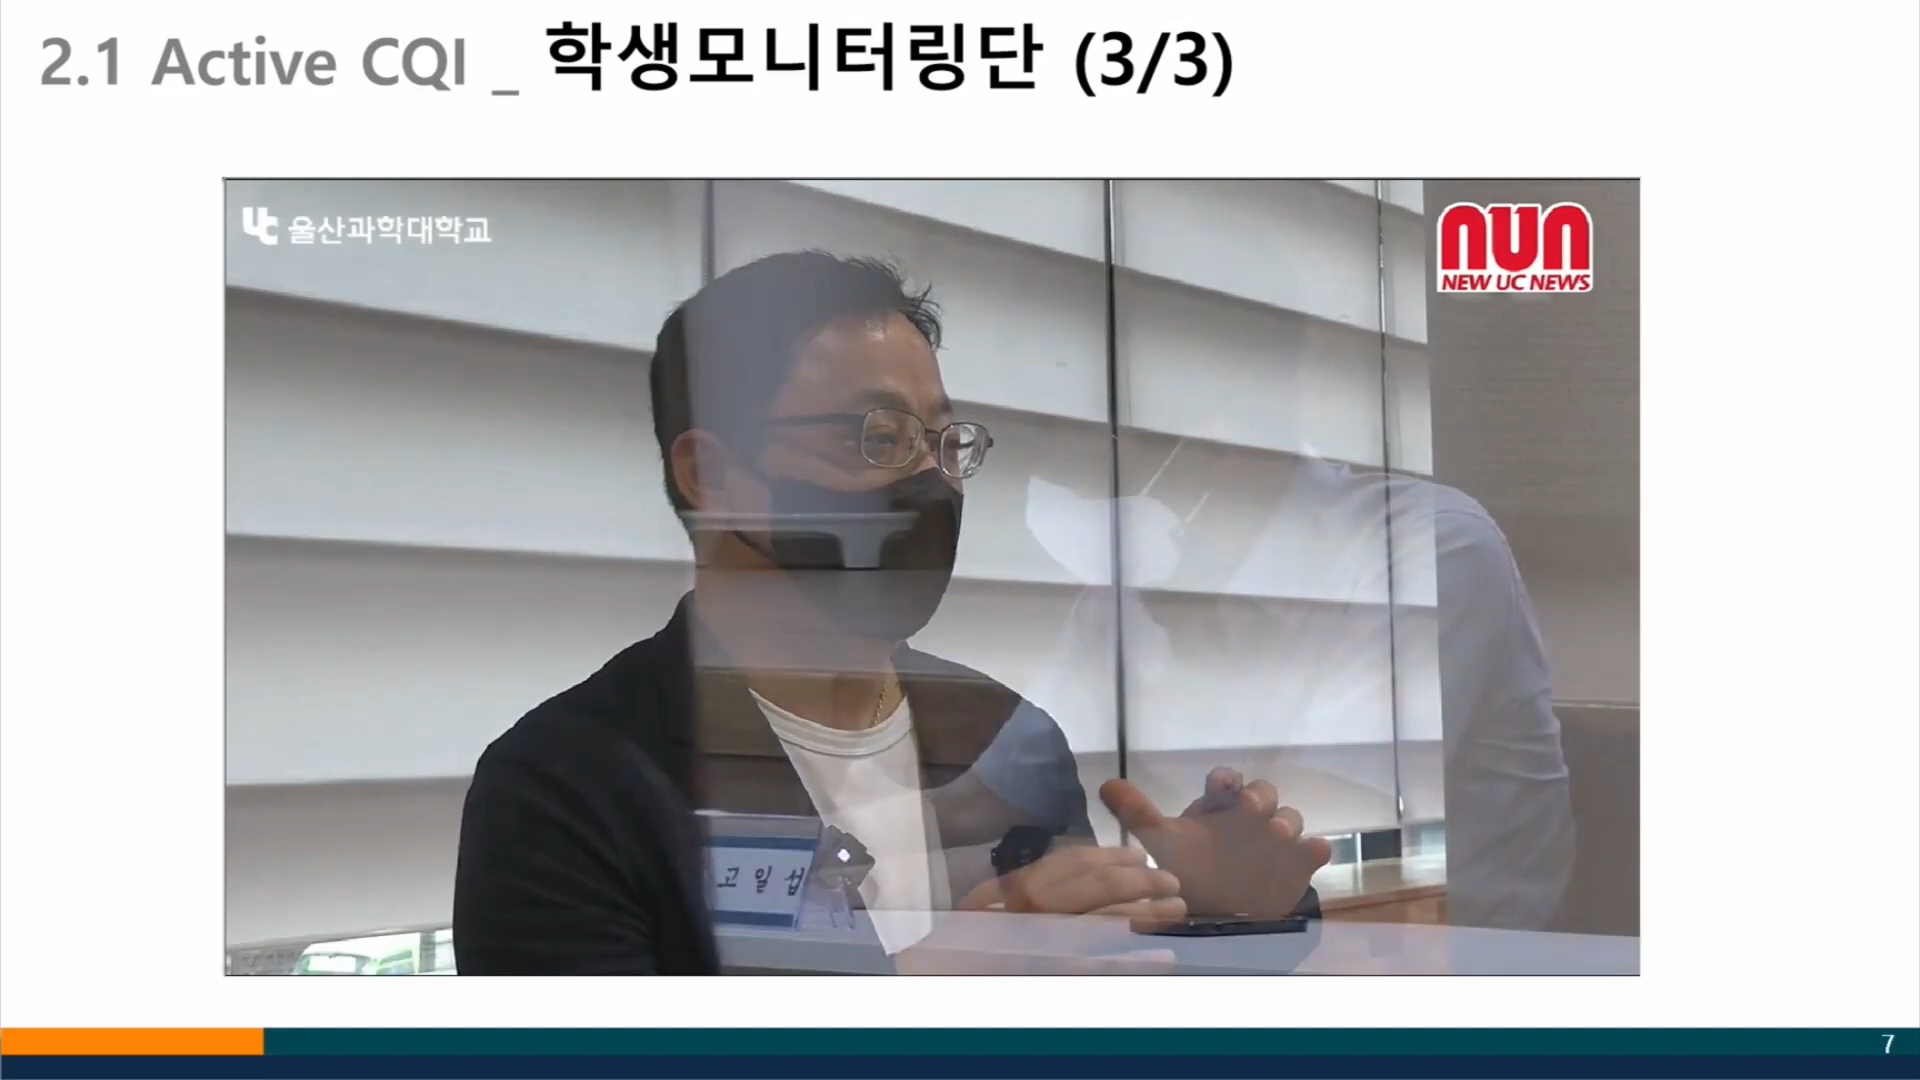 2.1 Active CQI _ 학생모니터링단 (3/3)
UC 울산과학대학교
nun
NEW UC NEWS
고일섭
7